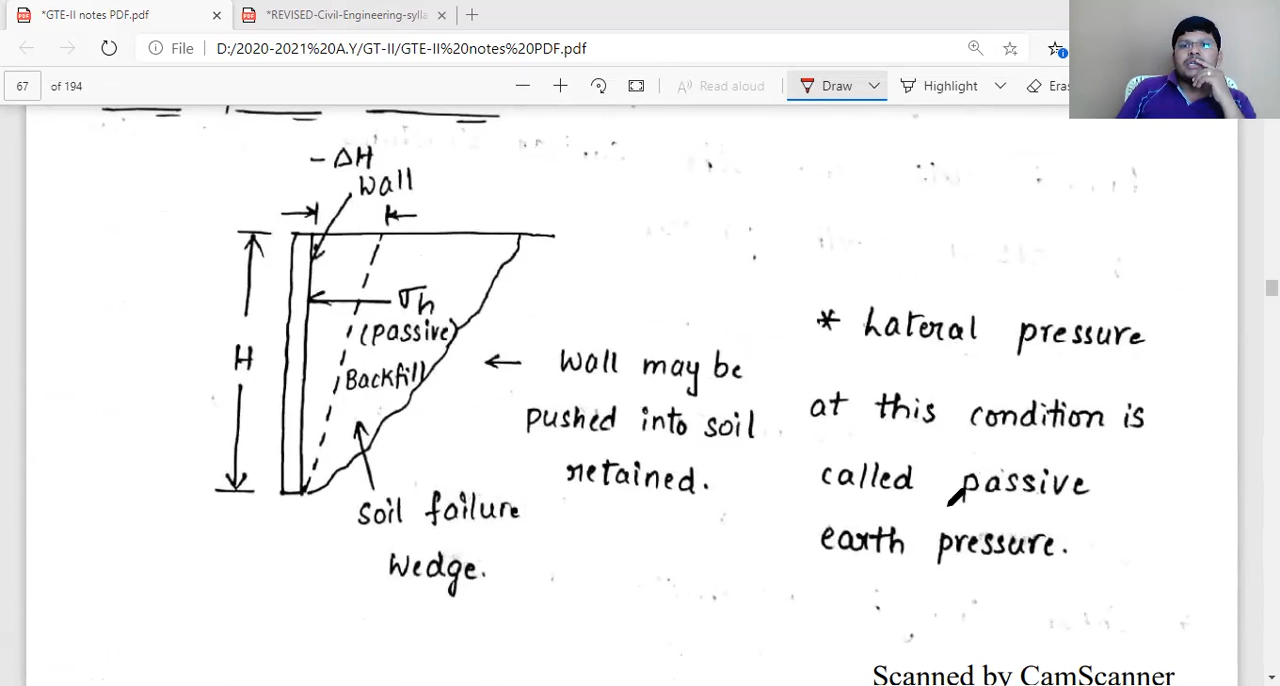 *GTE-II notes PDF.pdf
*REVISED-Civil-Engineering-sylla
File | D:/2020-2021%20A.Y/GT-II/GTE-II%20notes%20PDF.pdf
67 of 194
Read aloud
Draw
Highlight
Eras
- ΔH
Wall
σh
(passive)
Backfill
H
soil failure
wedge.
← Wall may be
pushed into soil
retained.
* Lateral pressure
at this condition is
called passive
earth pressure.
Scanned by CamScanner